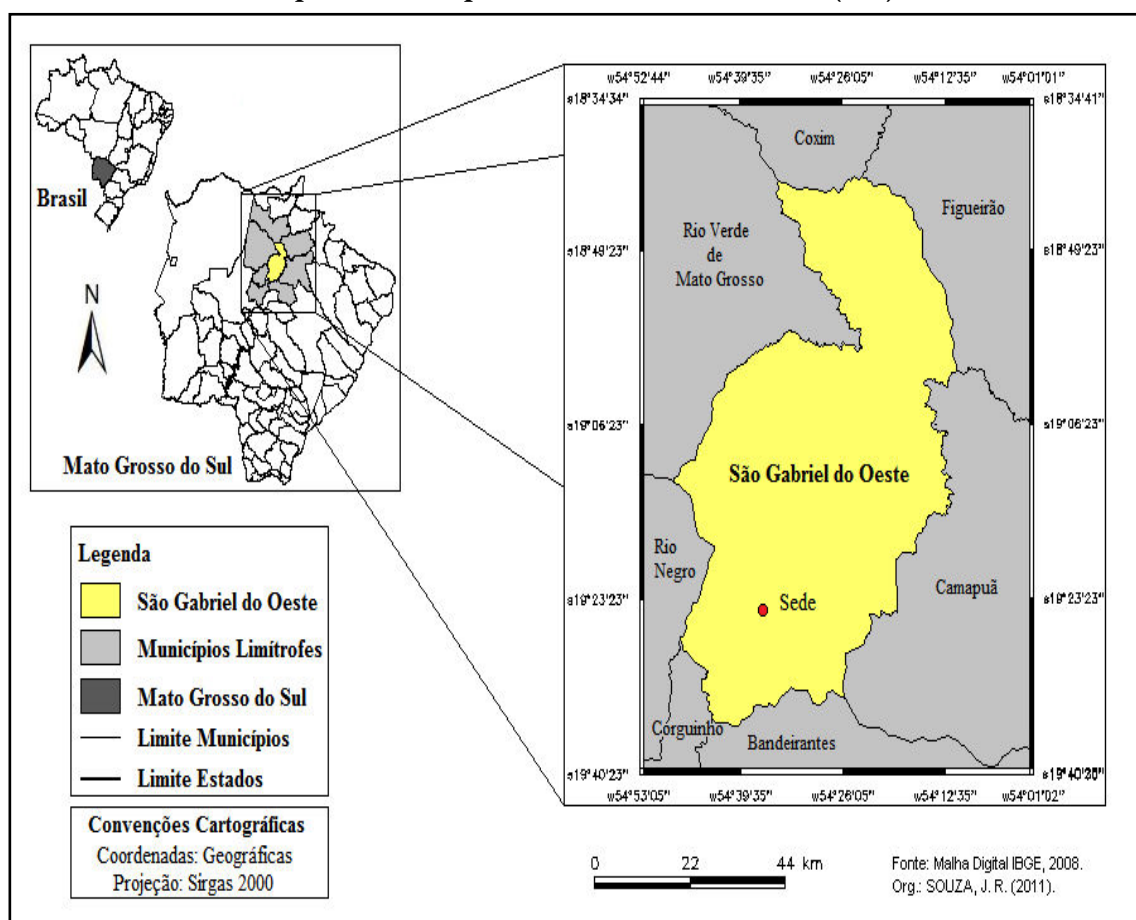 Brasil
N
Mato Grosso do Sul
Legenda
São Gabriel do Oeste
Municípios Limítrofes
Mato Grosso do Sul
Limite Municípios
Limite Estados
Convenções Cartográficas
Coordenadas: Geográficas
Projeção: Sirgas 2000
w54°52'44" w54°39'35" w54°26'05" w54°12'35" w54°01'01"
s18°34'34" s18°34'41"
Coxim
Figueirão
Rio Verde
de
Mato Grosso
s18°49'23" s18°49'23"
s19°06'23" s19°06'23"
São Gabriel do Oeste
Rio
Negro
Camapuã
s19°23'23" s19°23'23"
Sede
Corguinho
Bandeirantes
s19°40'23"
w54°53'05" w54°39'35" w54°26'05" w54°12'35" w54°01'02"
0 22 44 km
Fonte: Malha Digital IBGE, 2008.
Org.: SOUZA, J. R. (2011).